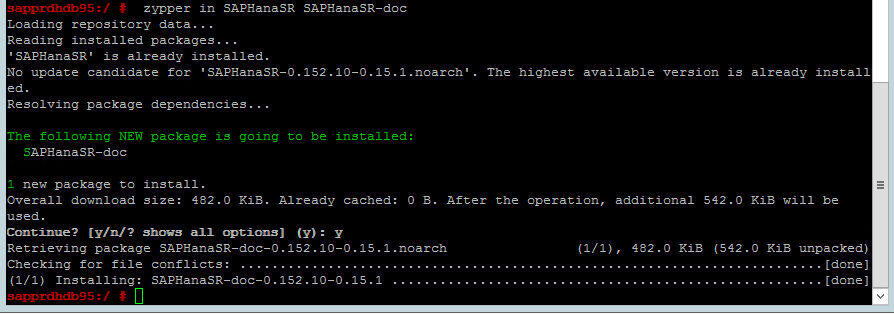 sapprdhdb95:/ # zypper in SAPHanaSR SAPHanaSR-doc
Loading repository data...
Reading installed packages...
'SAPHanaSR' is already installed.
No update candidate for 'SAPHanaSR-0.152.10-0.15.1.noarch'. The highest available version is already install
ed.
Resolving package dependencies...
The following NEW package is going to be installed:
SAPHanaSR-doc
1 new package to install.
Overall download size: 482.0 KiB. Already cached: 0 B. After the operation, additional 542.0 KiB will be
used.
Continue? [y/n/? shows all options] (y): y
Retrieving package SAPHanaSR-doc-0.152.10-0.15.1.noarch (1/1), 482.0 KiB (542.0 KiB unpacked)
Checking for file conflicts: ..........................................................................[done]
(1/1) Installing: SAPHanaSR-doc-0.152.10-0.15.1 .......................................................[done]
sapprdhdb95:/ #